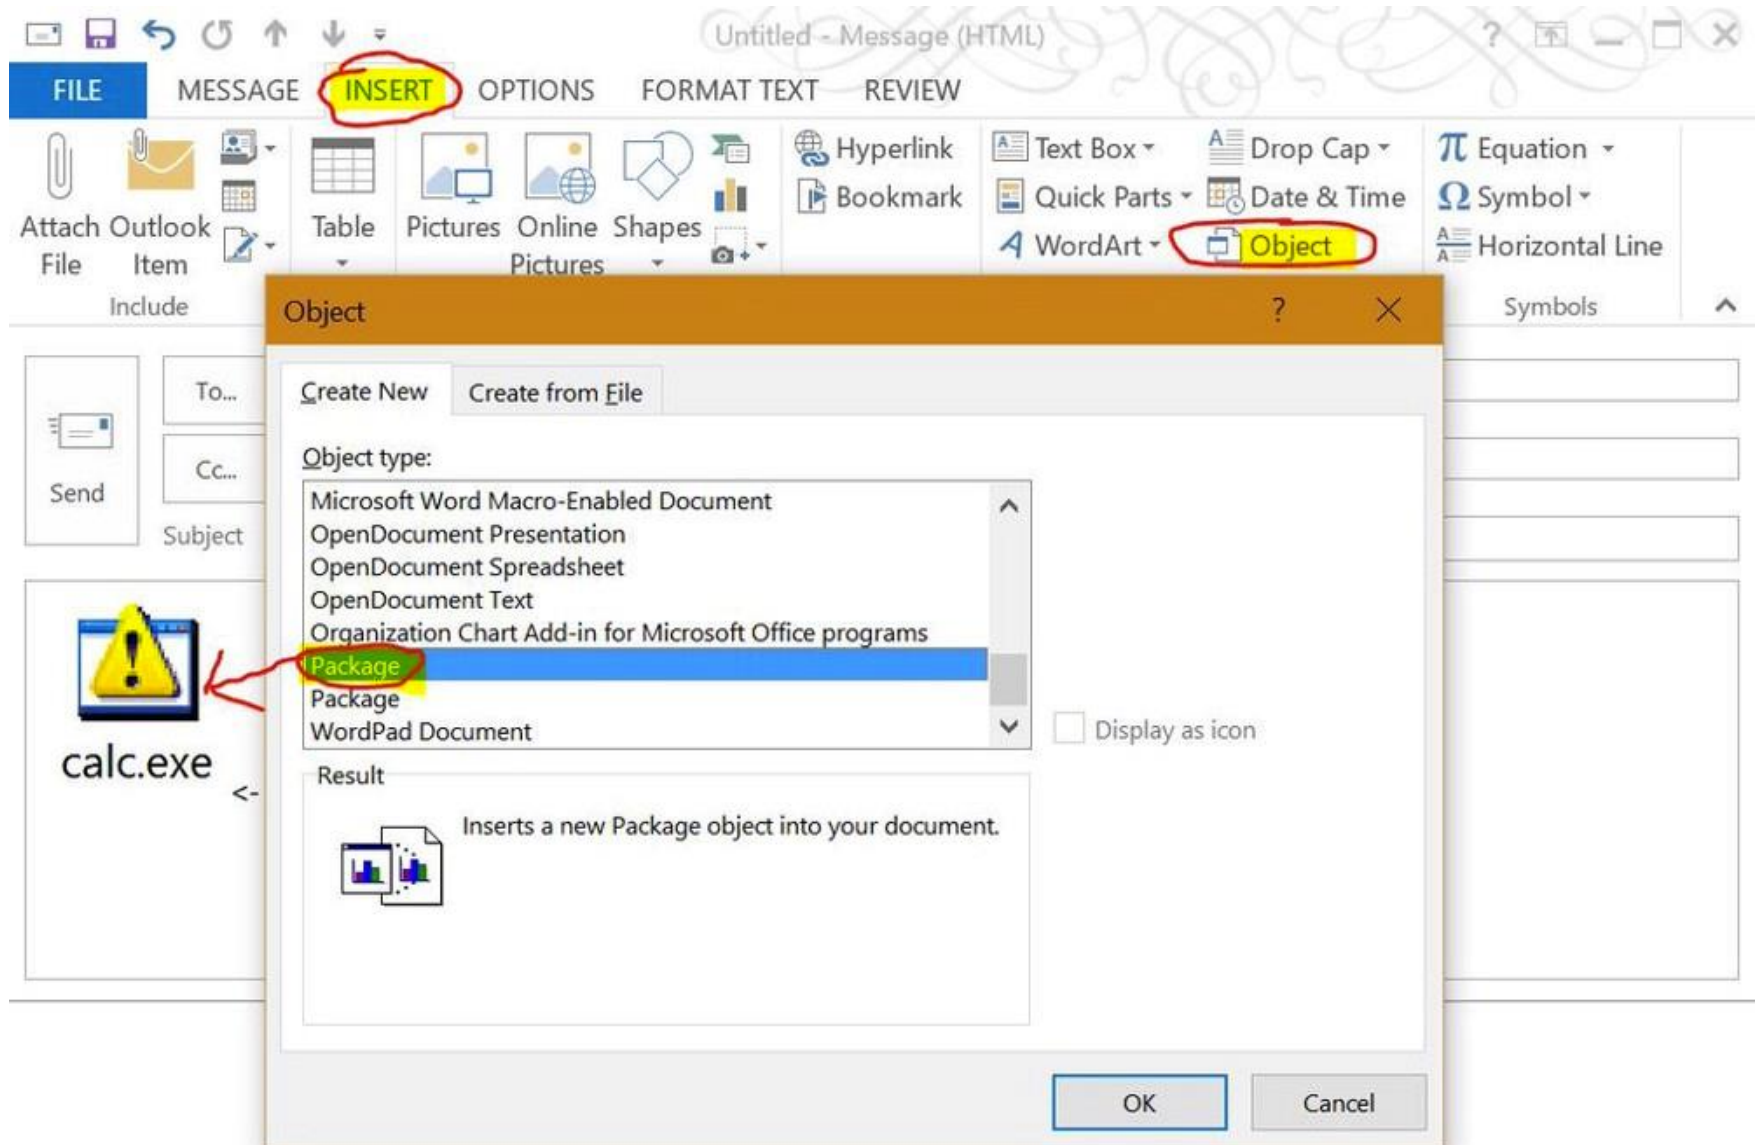 Untitled - Message (HTML)
?
FILE MESSAGE INSERT OPTIONS FORMAT TEXT REVIEW
Attach File
Outlook Item
Include
Table
Pictures
Online Pictures
Shapes
Hyperlink
Bookmark
Text Box
Quick Parts
WordArt
Drop Cap
Date & Time
Object
π Equation
Ω Symbol
Horizontal Line
Symbols
Object
?
Create New
Create from File
Object type:
Microsoft Word Macro-Enabled Document
OpenDocument Presentation
OpenDocument Spreadsheet
OpenDocument Text
Organization Chart Add-in for Microsoft Office programs
Package
Package
WordPad Document
Display as icon
Result
Inserts a new Package object into your document.
OK
Cancel
Send
To...
Cc...
Subject
calc.exe
<-